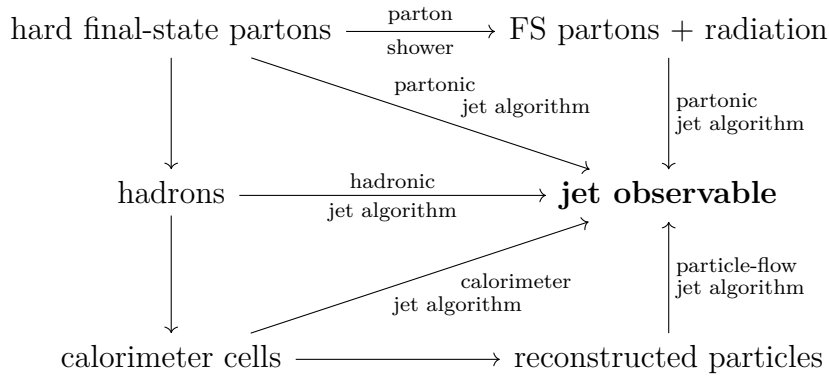 hard final-state partons
parton
shower
FS partons + radiation
partonic
jet algorithm
partonic
jet algorithm
hadrons
hadronic
jet algorithm
jet observable
calorimeter
jet algorithm
particle-flow
jet algorithm
calorimeter cells
reconstructed particles